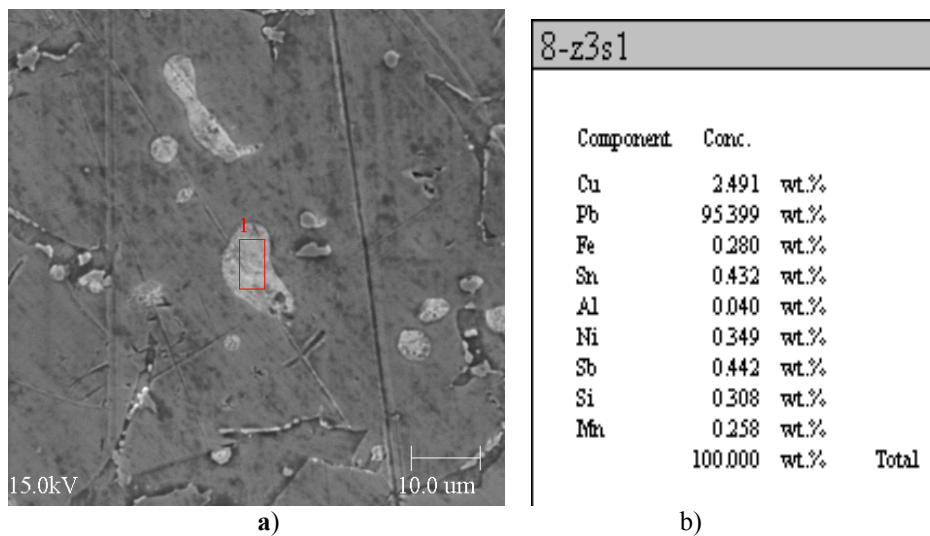 1
15.0kV
10.0 um
a)
8-z3s1
Component Conc.
Cu 2.491 wt.%
Pb 95.399 wt.%
Fe 0.280 wt.%
Sn 0.432 wt.%
Al 0.040 wt.%
Ni 0.349 wt.%
Sb 0.442 wt.%
Si 0.308 wt.%
Mn 0.258 wt.%
100.000 wt.% Total
b)